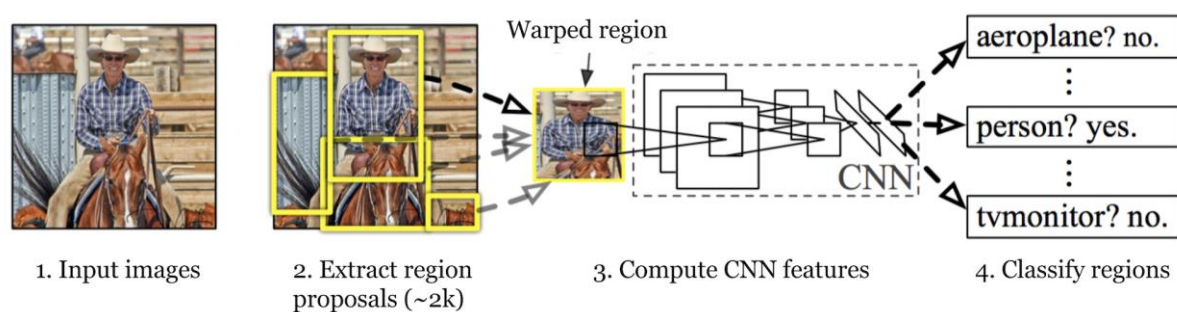 Warped region
aeroplane? no.
person? yes.
CNN
tvmonitor? no.
1. Input images
2. Extract region
proposals (~2k)
3. Compute CNN features
4. Classify regions